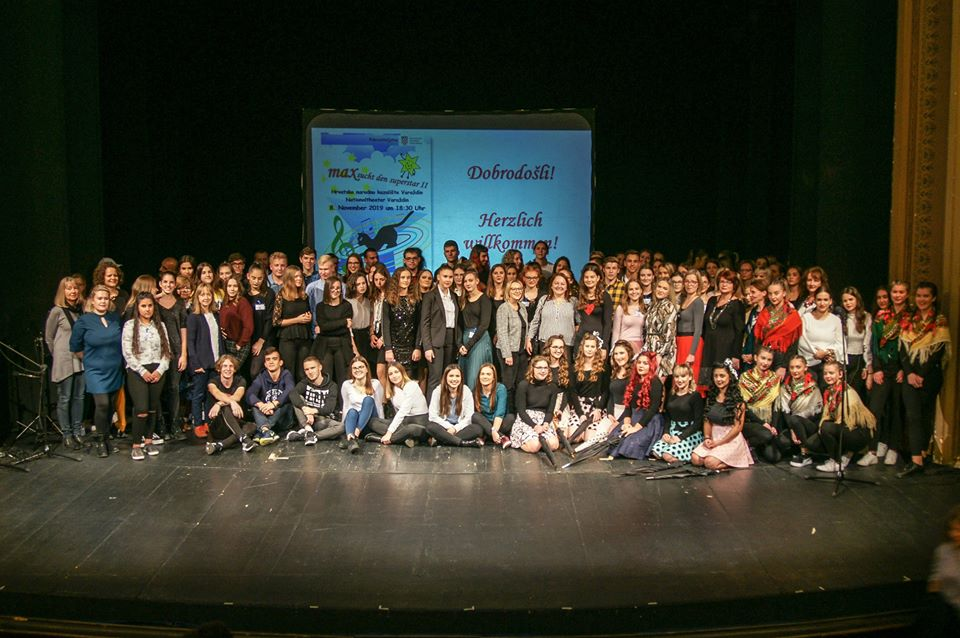 max sucht den superstar II
Hrvatsko narodno kazalište Varaždin
Nationaltheater Varaždin
8. November 2019 um 18:30 Uhr
Dobrodošli!
Herzlich
willkommen!